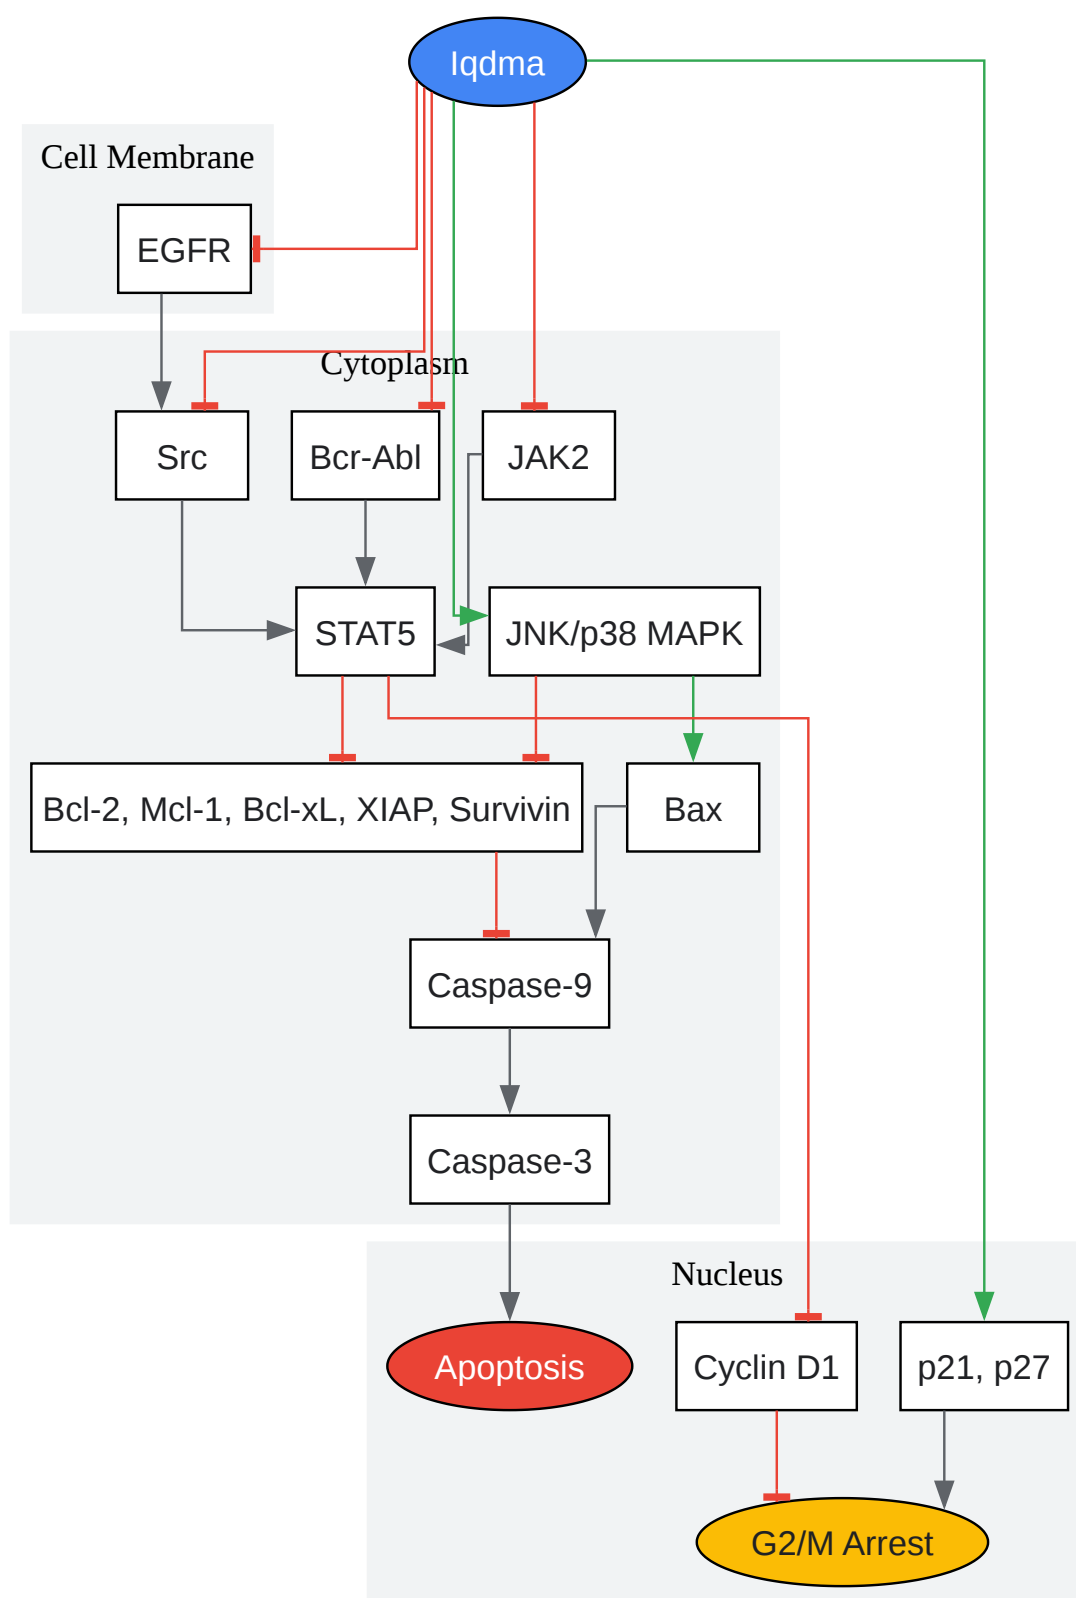 Iqdma
Cell Membrane
EGFR
Cytoplasm
Src
Bcr-Abl
JAK2
STAT5
JNK/p38 MAPK
Bcl-2, Mcl-1, Bcl-xL, XIAP, Survivin
Bax
Caspase-9
Caspase-3
Nucleus
Apoptosis
Cyclin D1
p21, p27
G2/M Arrest